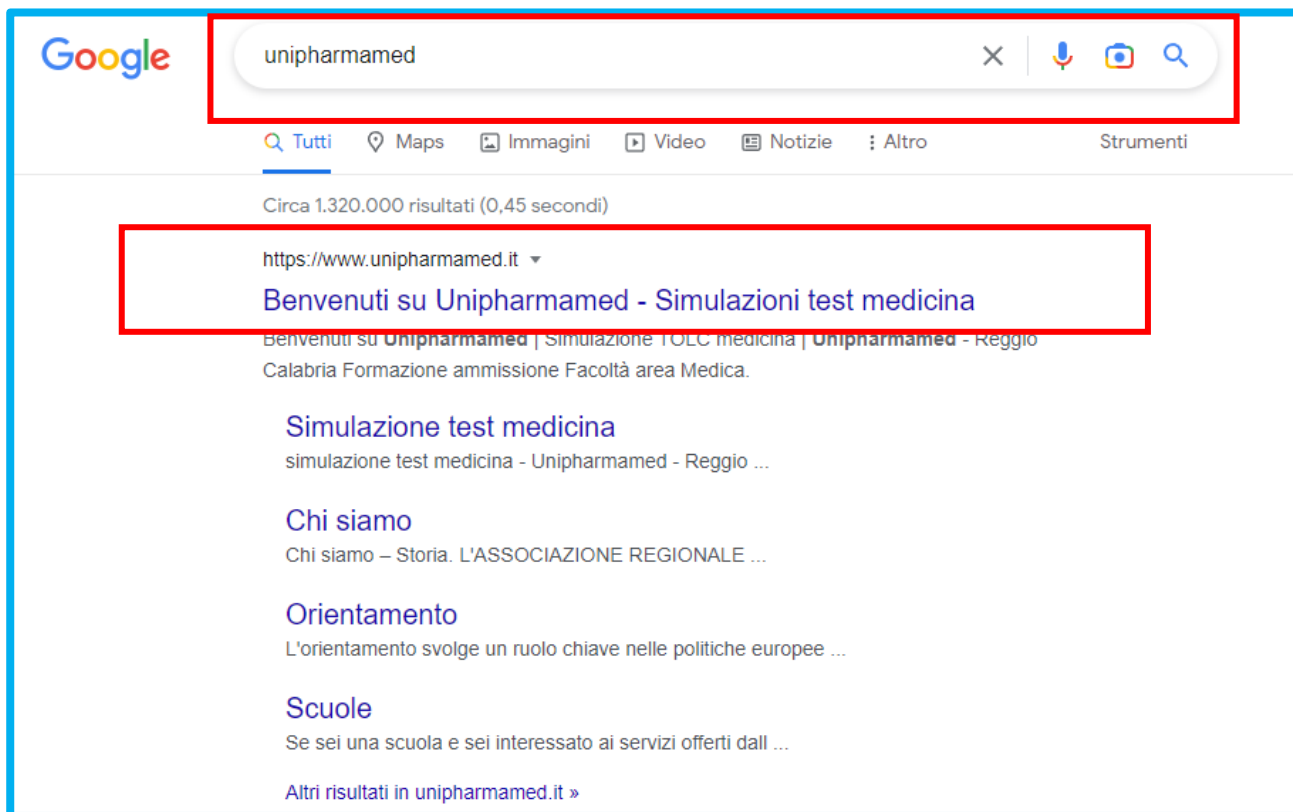 Google
unipharmamed
Tutti Maps Immagini Video Notizie Altro Strumenti
Circa 1.320.000 risultati (0,45 secondi)
https://www.unipharmamed.it
Benvenuti su Unipharmamed - Simulazioni test medicina
Benvenuti su Unipharmamed | Simulazione TOLC medicina | Unipharmamed - Reggio
Calabria Formazione ammissione Facoltà area Medica.
Simulazione test medicina
simulazione test medicina - Unipharmamed - Reggio ...
Chi siamo
Chi siamo – Storia. L'ASSOCIAZIONE REGIONALE ...
Orientamento
L'orientamento svolge un ruolo chiave nelle politiche europee ...
Scuole
Se sei una scuola e sei interessato ai servizi offerti dall ...
Altri risultati in unipharmamed.it »